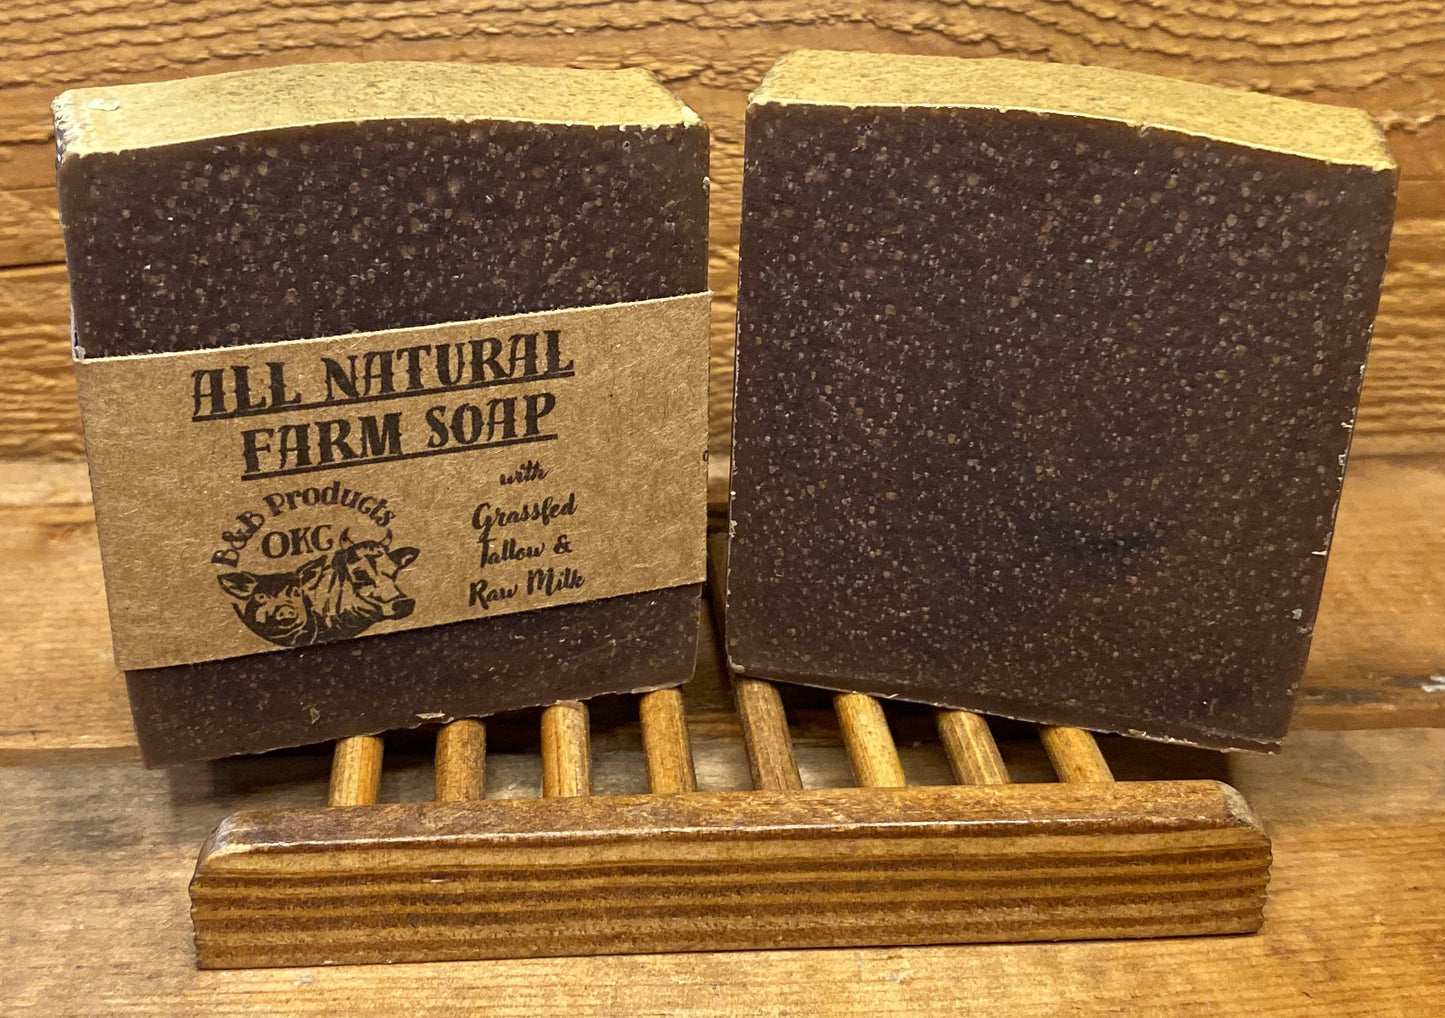 ALL NATURAL
FARM SOAP
B&B Products
OKC
with
Grassfed
Tallow &
Raw Milk